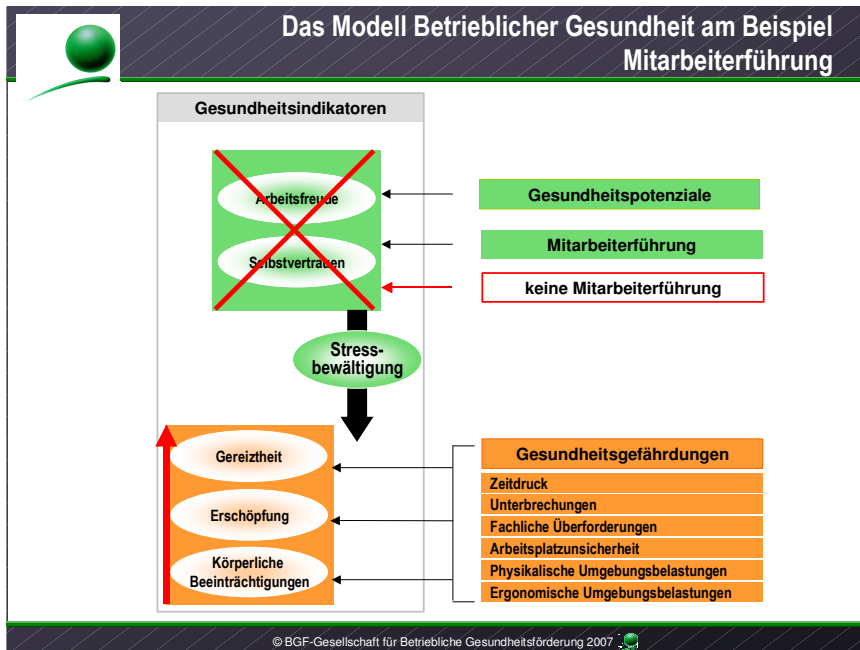 Das Modell Betrieblicher Gesundheit am Beispiel
Mitarbeiterführung
Gesundheitsindikatoren
Arbeitsfreude
Selbstvertrauen
Gesundheitspotenziale
Mitarbeiterführung
keine Mitarbeiterführung
Stress-
bewältigung
Gereiztheit
Erschöpfung
Körperliche
Beeinträchtigungen
Gesundheitsgefährdungen
Zeitdruck
Unterbrechungen
Fachliche Überforderungen
Arbeitsplatzunsicherheit
Physikalische Umgebungsbelastungen
Ergonomische Umgebungsbelastungen
© BGF-Gesellschaft für Betriebliche Gesundheitsförderung 2007